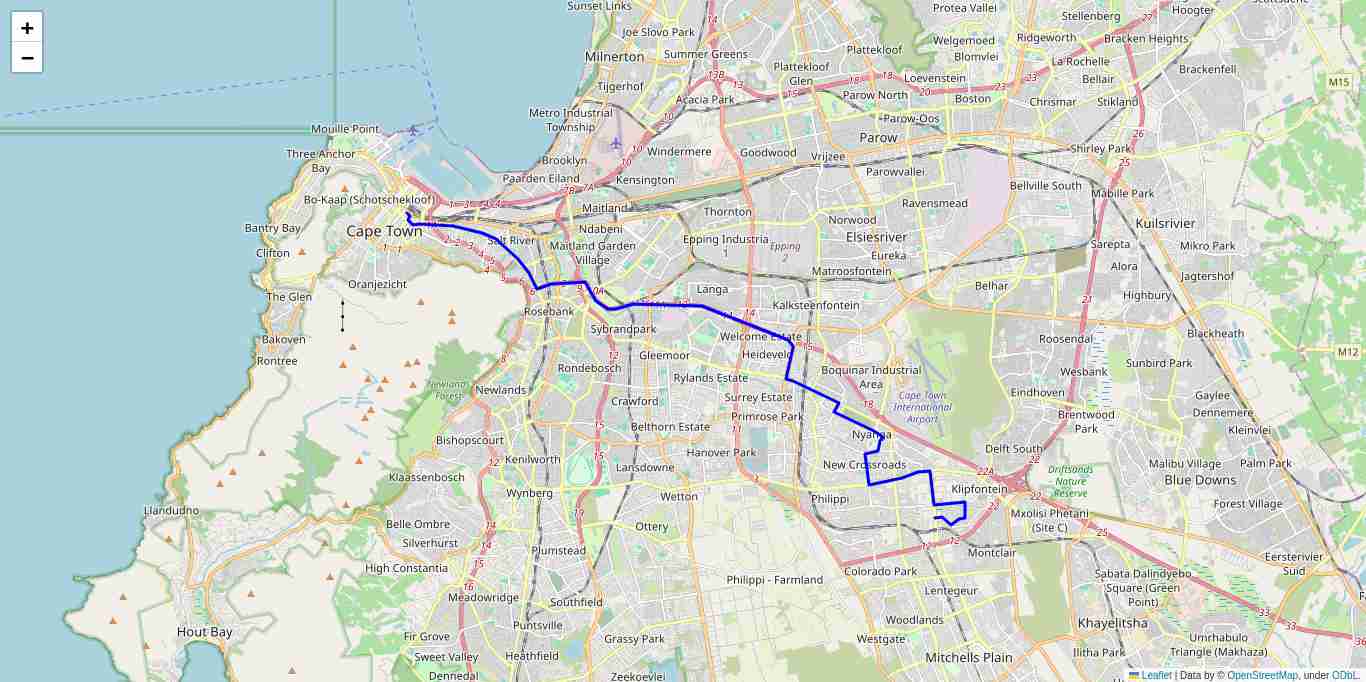 +
−
Sunset Links
Protea Vallei
Hoogter
Stellenberg
Joe Slovo Park
Welgemoed
Ridgeworth
Bracken Heights
Milnerton
Summer Greens
Plattekloof
Blomvlei
La Rochelle
Plattekloof
Glen
Loevenstein
Bellair
Brackenfell
M15
Tijgerhof
13B
18
18
20
23
Acacia Park
Parow North
Boston
Chrismar
Stikland
Metro Industrial
Township
Parow-Oos
26
Mouille Point
Parow
Three Anchor
Bay
Brooklyn
Windermere
Goodwood
Vrijzee
Shirley Park
25
Paarden Eiland
Kensington
Parowvallei
Bellville South
Mabille Park
Bo-Kaap (Schotschekloof)
Maitland
Thornton
Ravensmead
Norwood
Kuilsrivier
Bantry Bay
Cape Town
Salt River
Ndabeni
Maitland Garden
Village
Epping Industria
1
Epping
2
Elsiesriver
Sarepta
Mikro Park
Clifton
Eureka
Alora
Matroosfontein
Jagtershof
Oranjezicht
Langa
Belhar
Highbury
The Glen
Kalksteenfontein
Rosebank
Sybrandpark
Welcome Estate
Roosendal
Blackheath
Bakoven
Rontree
Gleemoor
Heideveld
Sunbird Park
M12
Rondebosch
Rylands Estate
Boquinar Industrial
Area
Wesbank
Newlands
Forest
Newlands
Crawford
Surrey Estate
Cape Town
International
Airport
Eindhoven
Gaylee
Primrose Park
Brentwood
Park
Dennemere
Belthorn Estate
Nyanga
Kleinvlei
Bishopscourt
Hanover Park
Delft South
Kenilworth
Lansdowne
New Crossroads
Malibu Village
Palm Park
Klaassenbosch
22A
Driftsands
Nature
Reserve
Blue Downs
Wynberg
Wetton
Philippi
Klipfontein
Forest Village
Llandudno
Belle Ombre
Ottery
Mxolisi Phetani
(Site C)
Silverhurst
Plumstead
Montclair
Eersterivier
Suid
High Constantia
Colorado Park
Sabata Dalindyebo
Square (Green
Point)
Philippi - Farmland
Lentegeur
Meadowridge
Southfield
Woodlands
Khayelitsha
Hout Bay
Puntsville
Fir Grove
Grassy Park
Westgate
Umrhabulo
Triangle (Makhaza)
Sweet Valley
Heathfield
Mitchells Plain
Ilitha Park
Dennedal
Zeekoevlei
Leaflet | Data by © OpenStreetMap, under ODbL.